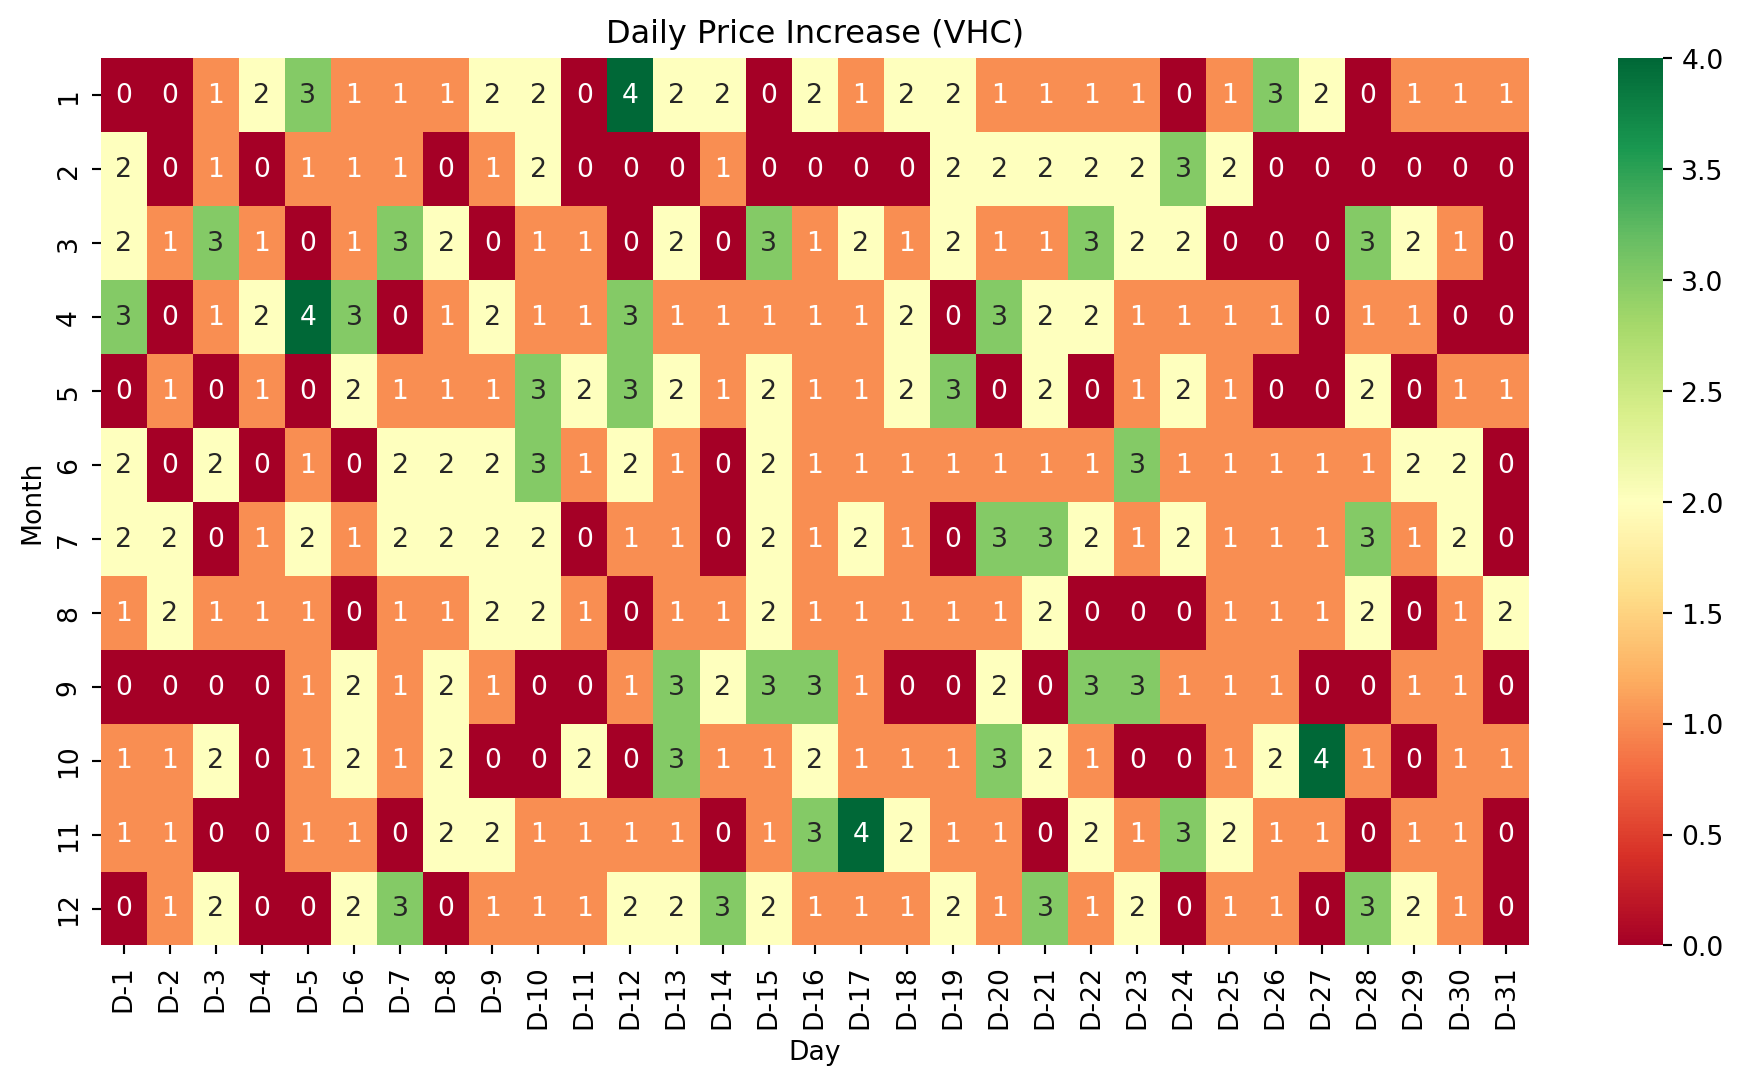 Daily Price Increase (VHC)
1 0 0 1 2 3 1 1 1 2 2 0 4 2 2 0 2 1 2 2 1 1 1 1 0 1 3 2 0 1 1 1
2 2 0 1 0 1 1 1 0 1 2 0 0 0 1 0 0 0 0 2 2 2 2 2 3 2 0 0 0 0 0 0
3 2 1 3 1 0 1 3 2 0 1 1 0 2 0 3 1 2 1 2 1 1 3 2 2 0 0 0 3 2 1 0
4 3 0 1 2 4 3 0 1 2 1 1 3 1 1 1 1 1 2 0 3 2 2 1 1 1 1 0 1 1 0 0
5 0 1 0 1 0 2 1 1 1 3 2 3 2 1 2 1 1 2 3 0 2 0 1 2 1 0 0 2 0 1 1
6 2 0 2 0 1 0 2 2 2 3 1 2 1 0 2 1 1 1 1 1 1 1 3 1 1 1 1 1 2 2 0
7 2 2 0 1 2 1 2 2 2 2 0 1 1 0 2 1 2 1 0 3 3 2 1 2 1 1 1 3 1 2 0
8 1 2 1 1 1 0 1 1 2 2 1 0 1 1 2 1 1 1 1 1 2 0 0 0 1 1 1 2 0 1 2
9 0 0 0 0 1 2 1 2 1 0 0 1 3 2 3 3 1 0 0 2 0 3 3 1 1 1 0 0 1 1 0
10 1 1 2 0 1 2 1 2 0 0 2 0 3 1 1 2 1 1 1 3 2 1 0 0 1 2 4 1 0 1 1
11 1 1 0 0 1 1 0 2 2 1 1 1 1 0 1 3 4 2 1 1 0 2 1 3 2 1 1 0 1 1 0
12 0 1 2 0 0 2 3 0 1 1 1 2 2 3 2 1 1 1 2 1 3 1 2 0 1 1 0 3 2 1 0
Month
D-1 D-2 D-3 D-4 D-5 D-6 D-7 D-8 D-9 D-10 D-11 D-12 D-13 D-14 D-15 D-16 D-17 D-18 D-19 D-20 D-21 D-22 D-23 D-24 D-25 D-26 D-27 D-28 D-29 D-30 D-31
Day
4.0
3.5
3.0
2.5
2.0
1.5
1.0
0.5
0.0